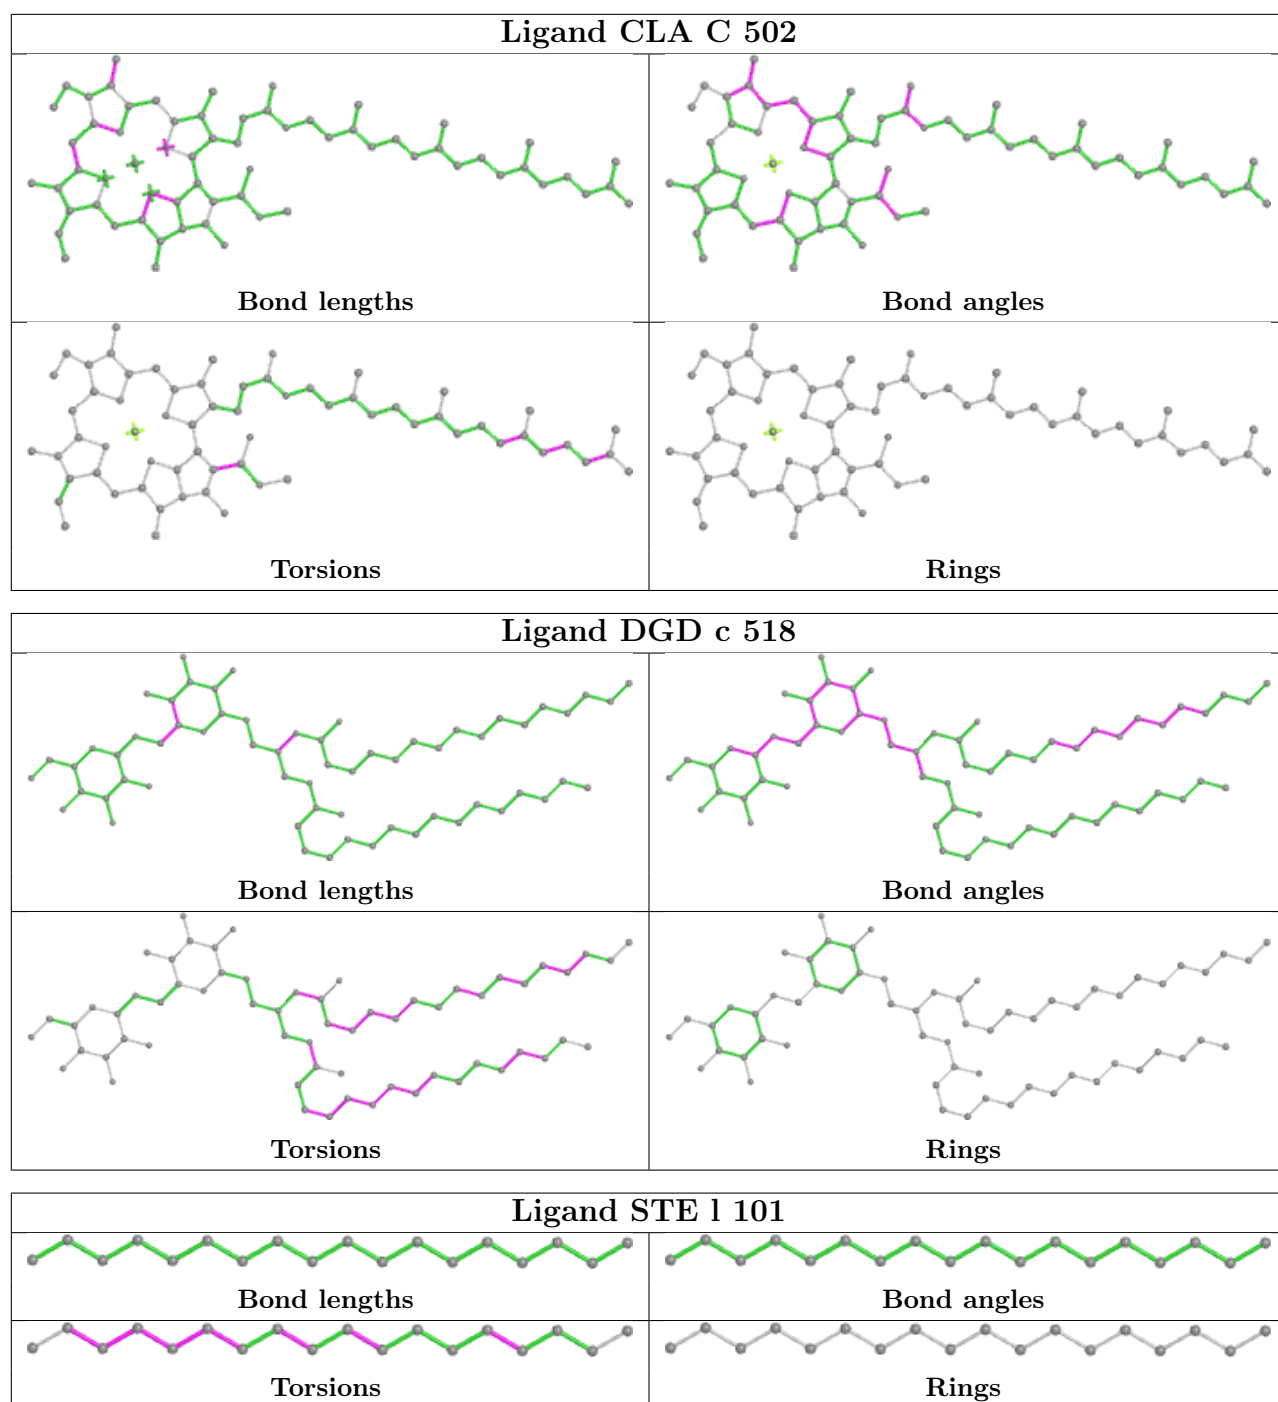 Ligand CLA C 502
Bond lengths
Bond angles
Torsions
Rings
Ligand DGD c 518
Bond lengths
Bond angles
Torsions
Rings
Ligand STE l 101
Bond lengths
Bond angles
Torsions
Rings